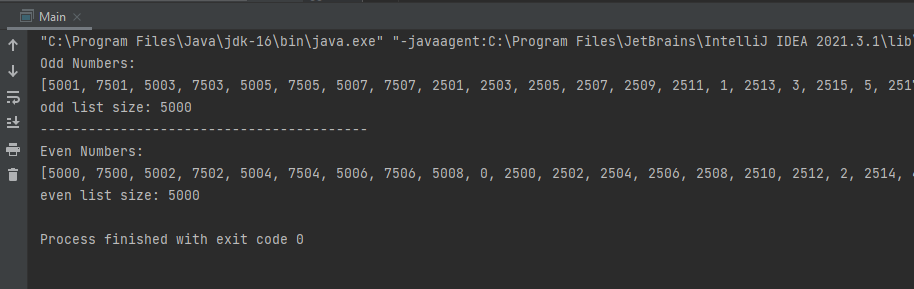 Main
"C:\Program Files\Java\jdk-16\bin\java.exe" "-javaagent:C:\Program Files\JetBrains\IntelliJ IDEA 2021.3.1\lib
Odd Numbers:
[5001, 7501, 5003, 7503, 5005, 7505, 5007, 7507, 2501, 2503, 2505, 2507, 2509, 2511, 1, 2513, 3, 2515, 5, 251
odd list size: 5000
-----------------------------------------
Even Numbers:
[5000, 7500, 5002, 7502, 5004, 7504, 5006, 7506, 5008, 0, 2500, 2502, 2504, 2506, 2508, 2510, 2512, 2, 2514,
even list size: 5000
Process finished with exit code 0